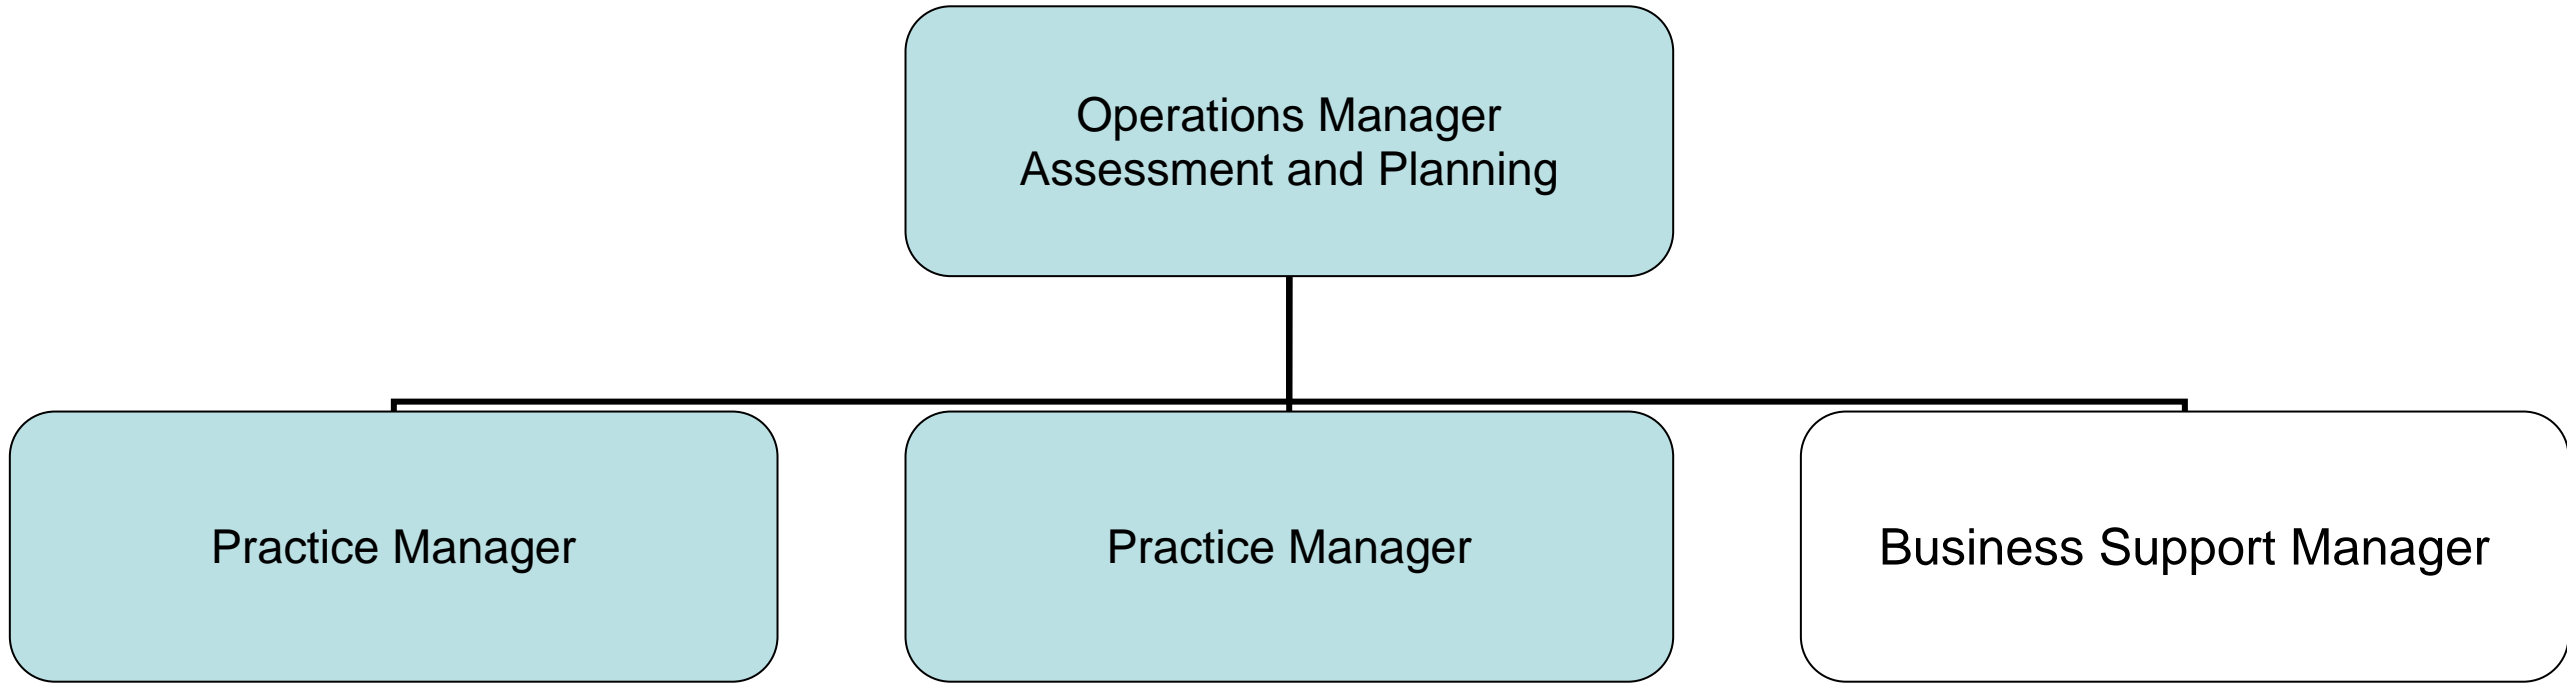 Operations Manager
Assessment and Planning
Practice Manager
Practice Manager
Business Support Manager